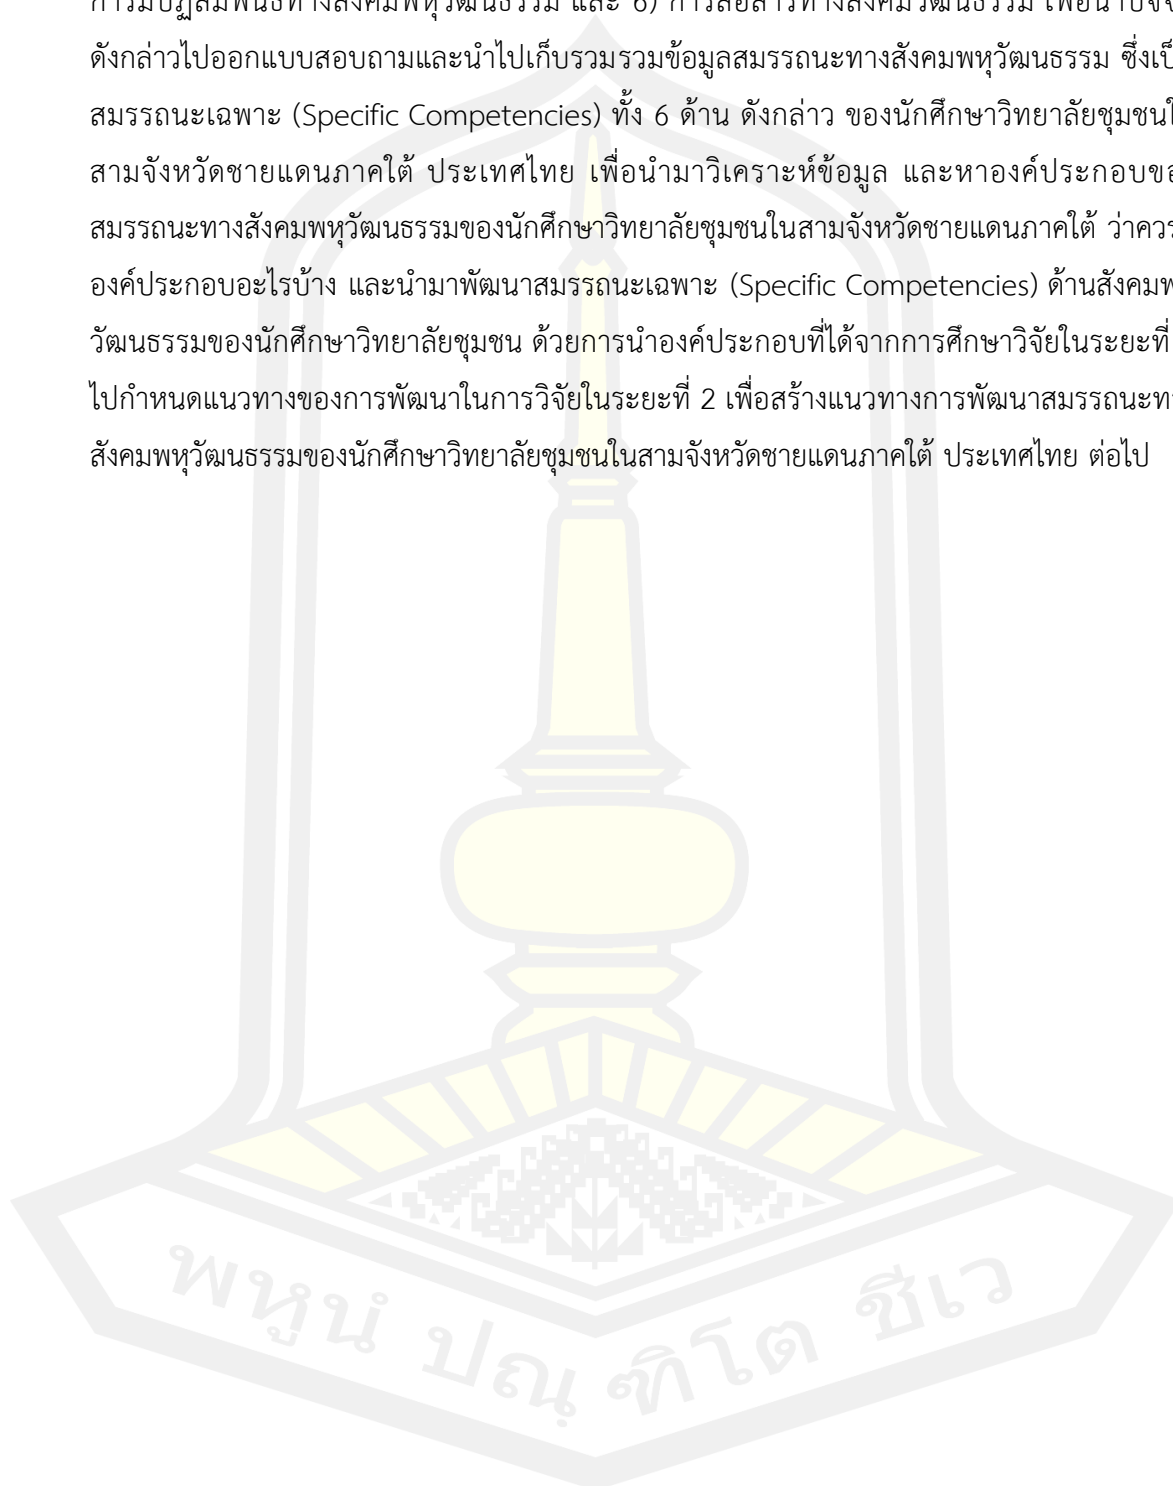 การมีปฏิสัมพันธ์ทางสังคมพหุวัฒนธรรม และ 6) การสื่อสารทางสังคมวัฒนธรรม เพื่อนำ
ดังกล่าวไปออกแบบสอบถามและนำไปเก็บรวมรวมข้อมูลสมรรถนะทางสังคมพหุวัฒนธรรม
สมรรถนะเฉพาะ (Specific Competencies) ทั้ง 6 ด้าน ดังกล่าว ของนักศึกษาวิทยาลัยชุมชน
สามจังหวัดชายแดนภาคใต้ ประเทศไทย เพื่อนำมาวิเคราะห์ข้อมูล และหาองค์ประกอบ
สมรรถนะทางสังคมพหุวัฒนธรรมของนักศึกษาวิทยาลัยชุมชนในสามจังหวัดชายแดนภาคใต้ ว่าควร
องค์ประกอบอะไรบ้าง และนำมาพัฒนาสมรรถนะเฉพาะ (Specific Competencies) ด้านสังคม
วัฒนธรรมของนักศึกษาวิทยาลัยชุมชน ด้วยการนำองค์ประกอบที่ได้จากการศึกษาวิจัยในระยะที่
ไปกำหนดแนวทางของการพัฒนาในการวิจัยในระยะที่ 2 เพื่อสร้างแนวทางการพัฒนาสมรรถนะ
สังคมพหุวัฒนธรรมของนักศึกษาวิทยาลัยชุมชนในสามจังหวัดชายแดนภาคใต้ ประเทศไทย ต่อไป
พหูนํ ปณฺฑิโต ชีเว